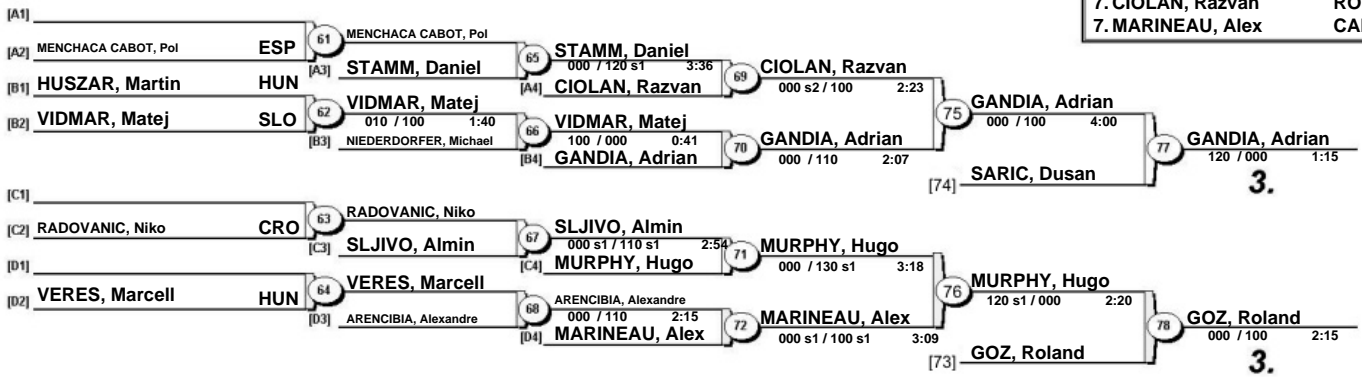 7. CIOLAN, Razvan RO
7. MARINEAU, Alex CA
[A1]
[A2] MENCHACA CABOT, Pol ESP
61
MENCHACA CABOT, Pol
[A3] STAMM, Daniel
65
STAMM, Daniel
000 / 120 s1 3:36
[A4] CIOLAN, Razvan
69
CIOLAN, Razvan
000 s2 / 100 2:23
[B1] HUSZAR, Martin HUN
[B2] VIDMAR, Matej SLO
62
VIDMAR, Matej
010 / 100 1:40
[B3] NIEDERDORFER, Michael
66
VIDMAR, Matej
100 / 000 0:41
[B4] GANDIA, Adrian
70
GANDIA, Adrian
000 / 110 2:07
75
GANDIA, Adrian
000 / 100 4:00
[74] SARIC, Dusan
77
GANDIA, Adrian
120 / 000 1:15
3.
[C1]
[C2] RADOVANIC, Niko CRO
63
RADOVANIC, Niko
[C3] SLJIVO, Almin
67
SLJIVO, Almin
000 s1 / 110 s1 2:54
[C4] MURPHY, Hugo
71
MURPHY, Hugo
000 / 130 s1 3:18
[D1]
[D2] VERES, Marcell HUN
64
VERES, Marcell
[D3] ARENCIBIA, Alexandre
68
ARENCIBIA, Alexandre
000 / 110 2:15
[D4] MARINEAU, Alex
72
MARINEAU, Alex
000 s1 / 100 s1 3:09
76
MURPHY, Hugo
120 s1 / 000 2:20
[73] GOZ, Roland
78
GOZ, Roland
000 / 100 2:15
3.